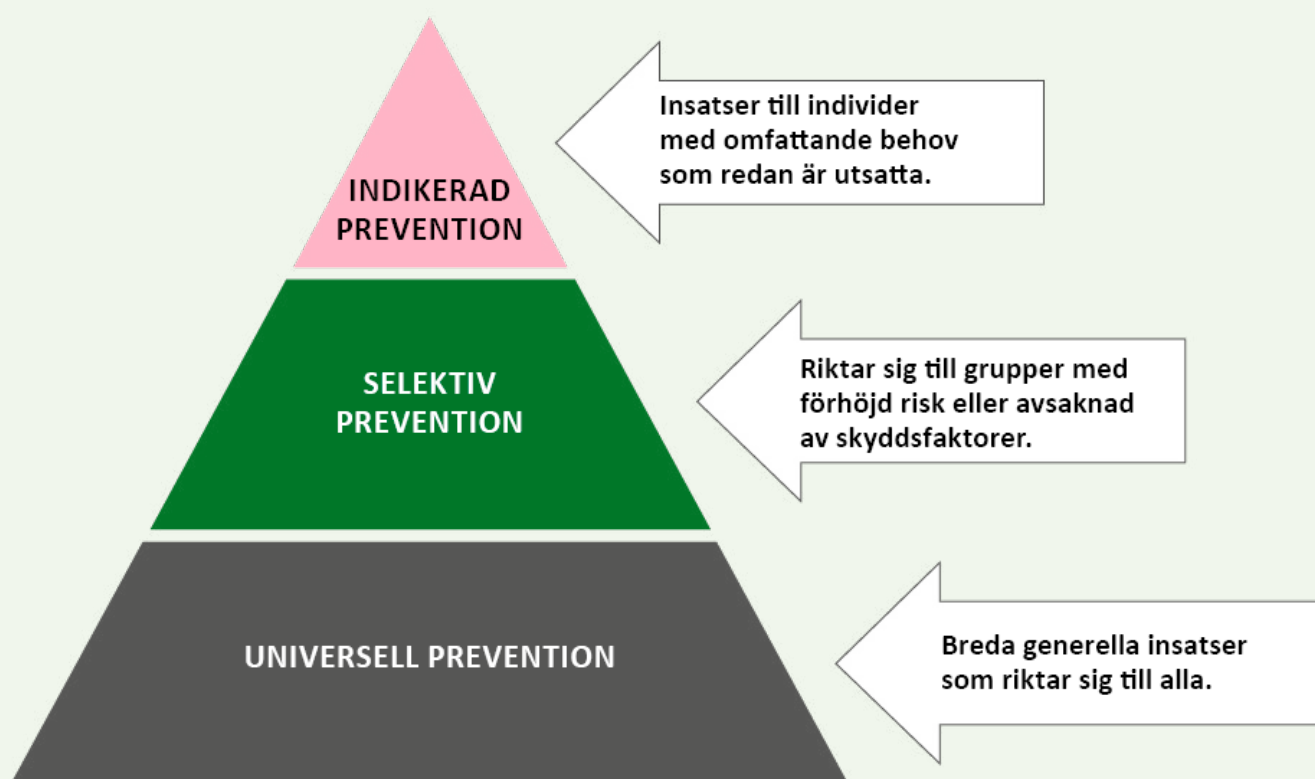 INDIKERAD
PREVENTION
Insatser till individer
med omfattande behov
som redan är utsatta.
SELEKTIV
PREVENTION
Riktar sig till grupper med
förhöjd risk eller avsaknad
av skyddsfaktorer.
UNIVERSELL PREVENTION
Breda generella insatser
som riktar sig till alla.